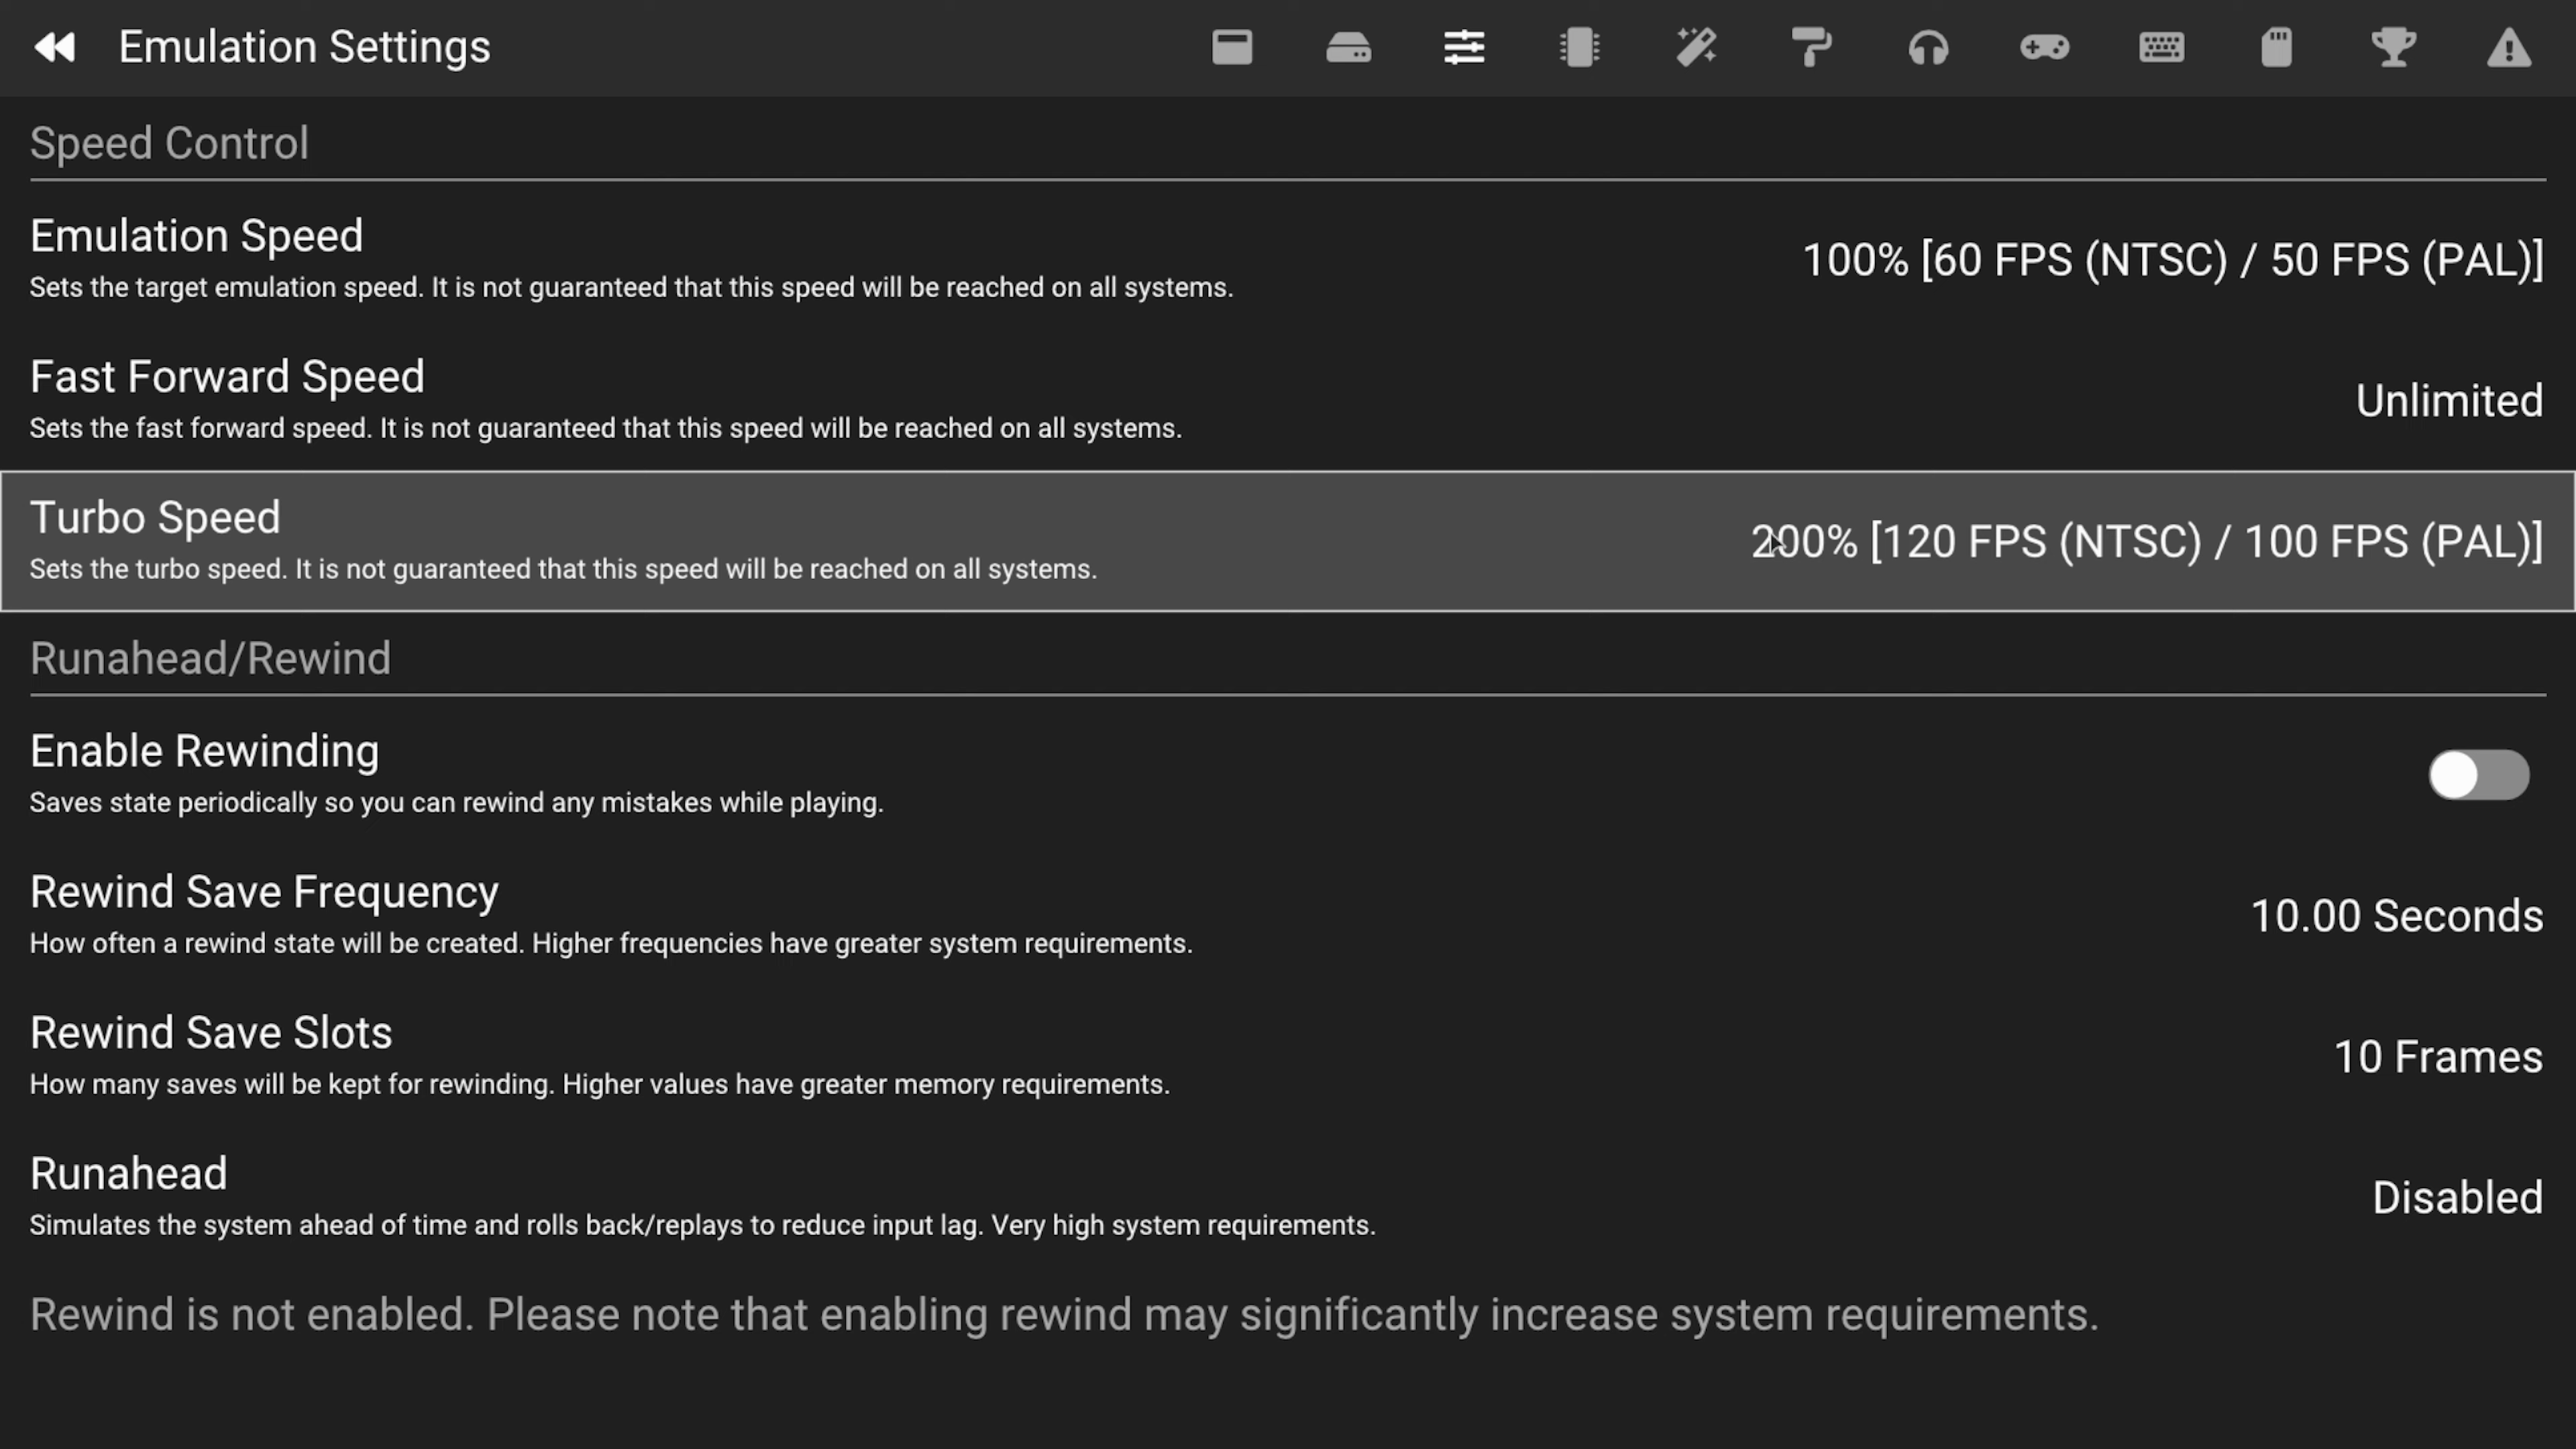 Emulation Settings
Speed Control
Emulation Speed
100% [60 FPS (NTSC) / 50 FPS (PAL)]
Sets the target emulation speed. It is not guaranteed that this speed will be reached on all systems.
Fast Forward Speed
Unlimited
Sets the fast forward speed. It is not guaranteed that this speed will be reached on all systems.
Turbo Speed
200% [120 FPS (NTSC) / 100 FPS (PAL)]
Sets the turbo speed. It is not guaranteed that this speed will be reached on all systems.
Runahead/Rewind
Enable Rewinding
Saves state periodically so you can rewind any mistakes while playing.
Rewind Save Frequency
10.00 Seconds
How often a rewind state will be created. Higher frequencies have greater system requirements.
Rewind Save Slots
10 Frames
How many saves will be kept for rewinding. Higher values have greater memory requirements.
Runahead
Disabled
Simulates the system ahead of time and rolls back/replays to reduce input lag. Very high system requirements.
Rewind is not enabled. Please note that enabling rewind may significantly increase system requirements.